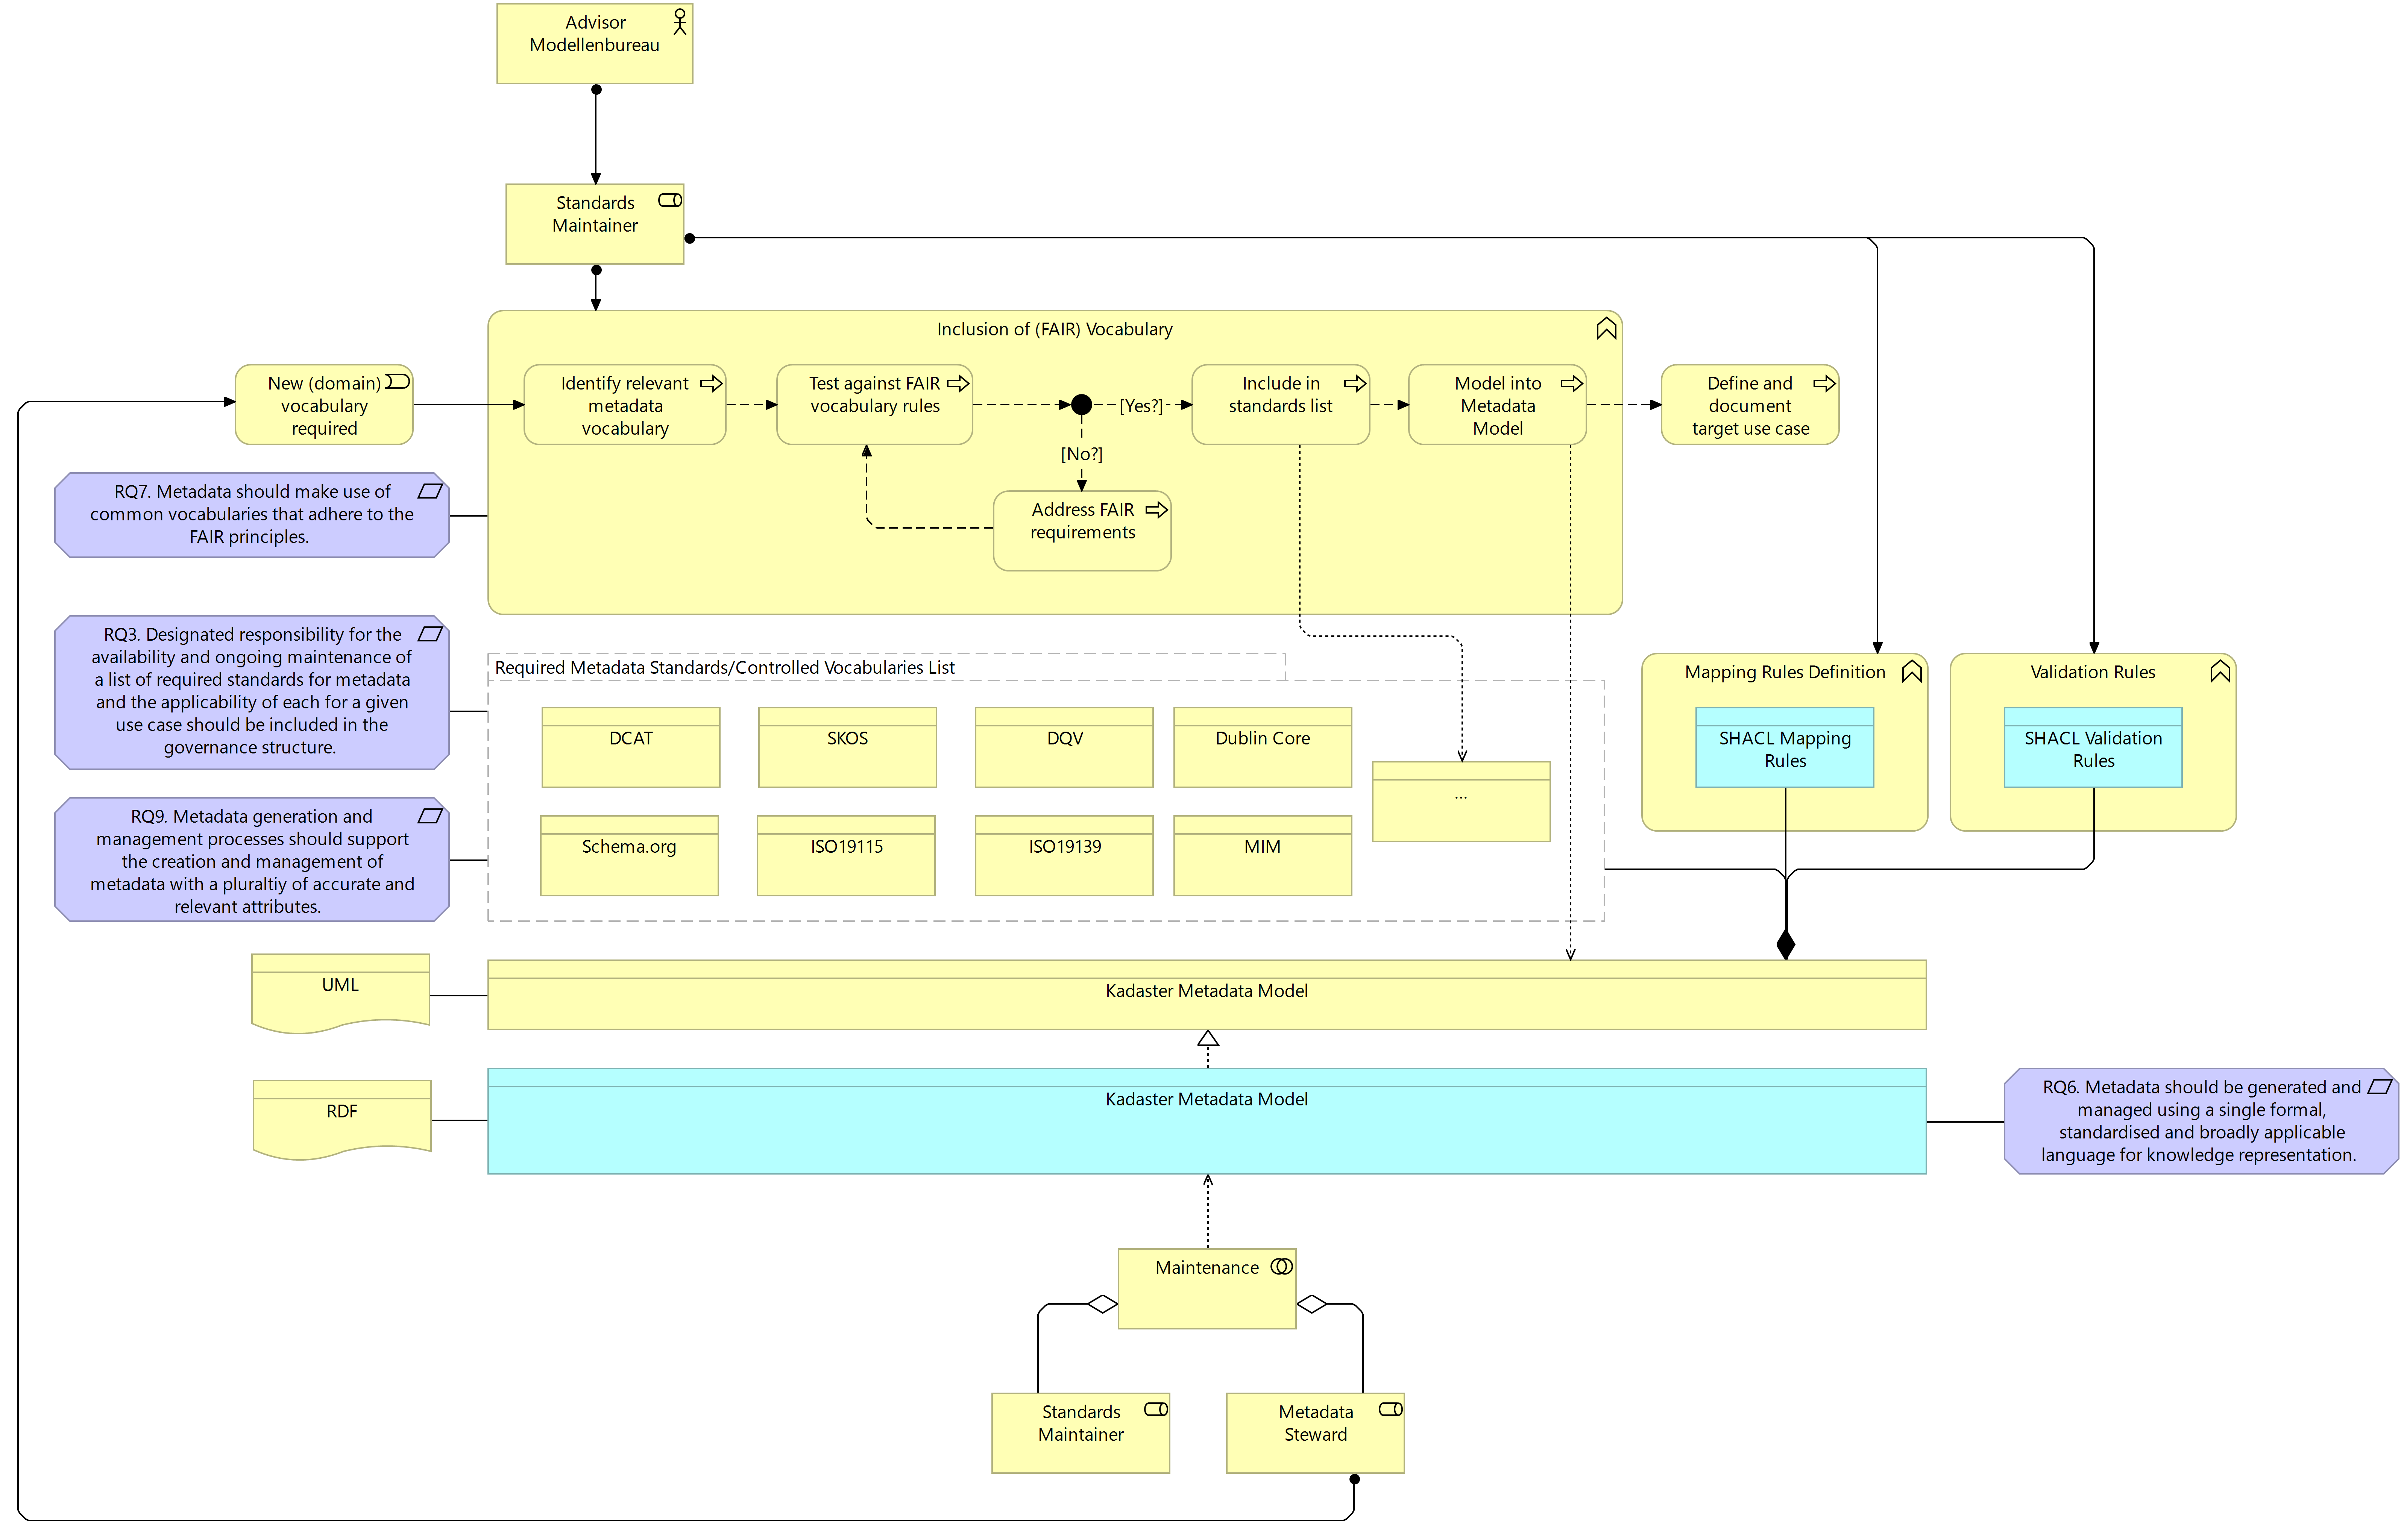 Advisor
Modellenbureau
Standards
Maintainer
Inclusion of (FAIR) Vocabulary
New (domain)
vocabulary
required
Identify relevant
metadata
vocabulary
Test against FAIR
vocabulary rules
[Yes?]
Include in
standards list
Model into
Metadata
Model
Define and
document
target use case
[No?]
Address FAIR
requirements
RQ7. Metadata should make use of
common vocabularies that adhere to the
FAIR principles.
RQ3. Designated responsibility for the
availability and ongoing maintenance of
a list of required standards for metadata
and the applicability of each for a given
use case should be included in the
governance structure.
Required Metadata Standards/Controlled Vocabularies List
DCAT
SKOS
DQV
Dublin Core
...
Schema.org
ISO19115
ISO19139
MIM
Mapping Rules Definition
SHACL Mapping
Rules
Validation Rules
SHACL Validation
Rules
RQ9. Metadata generation and
management processes should support
the creation and management of
metadata with a pluraltiy of accurate and
relevant attributes.
UML
Kadaster Metadata Model
RDF
Kadaster Metadata Model
RQ6. Metadata should be generated and
managed using a single formal,
standardised and broadly applicable
language for knowledge representation.
Maintenance
Standards
Maintainer
Metadata
Steward